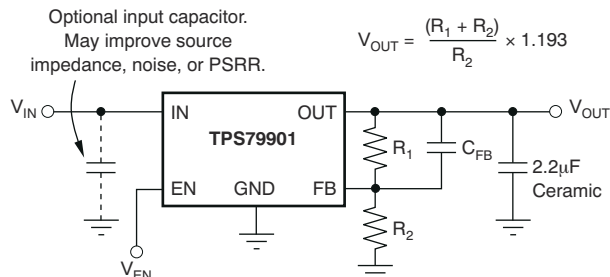 Optional input capacitor.
May improve source
impedance, noise, or PSRR.
V_OUT = (R_1 + R_2) / R_2 × 1.193
V_IN
IN
OUT
V_OUT
TPS79901
R_1
C_FB
2.2µF
Ceramic
EN
GND
FB
R_2
V_EN